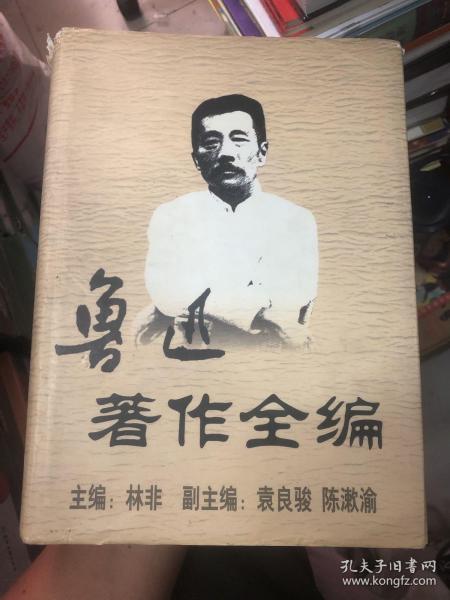 鲁迅
著作全编
主编：林非 副主编：袁良骏 陈漱渝
孔夫子旧书网
www.kongfz.com